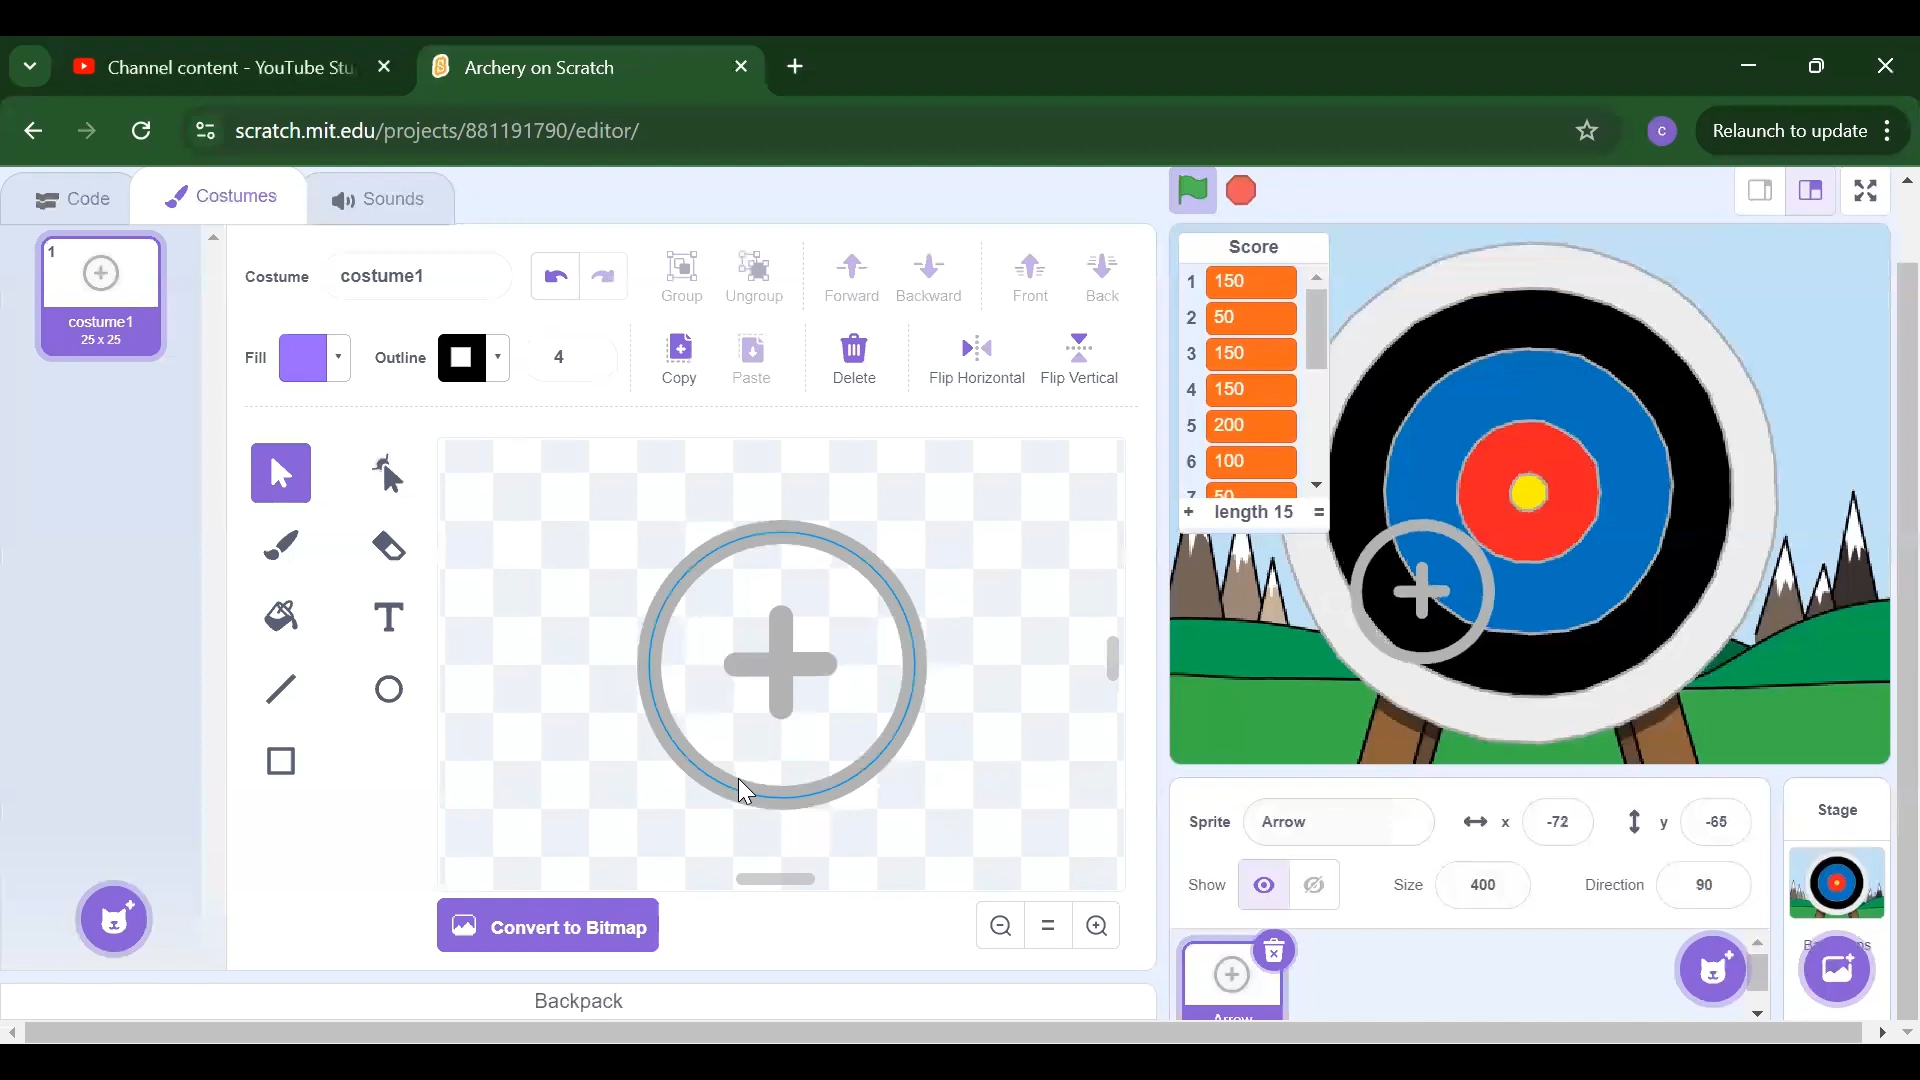 Channel content - YouTube Stu
Archery on Scratch
scratch.mit.edu/projects/881191790/editor/
C
Relaunch to update
Code
Costumes
Sounds
1
costume1
25 x 25
Costume
costume1
Group
Ungroup
Forward
Backward
Front
Back
Fill
Outline
4
Copy
Paste
Delete
Flip Horizontal
Flip Vertical
T
Convert to Bitmap
Backpack
Score
1 150
2 50
3 150
4 150
5 200
6 100
7 50
+ length 15 =
Sprite
Arrow
x
-72
y
-65
Show
Size
400
Direction
90
Stage
Arrow